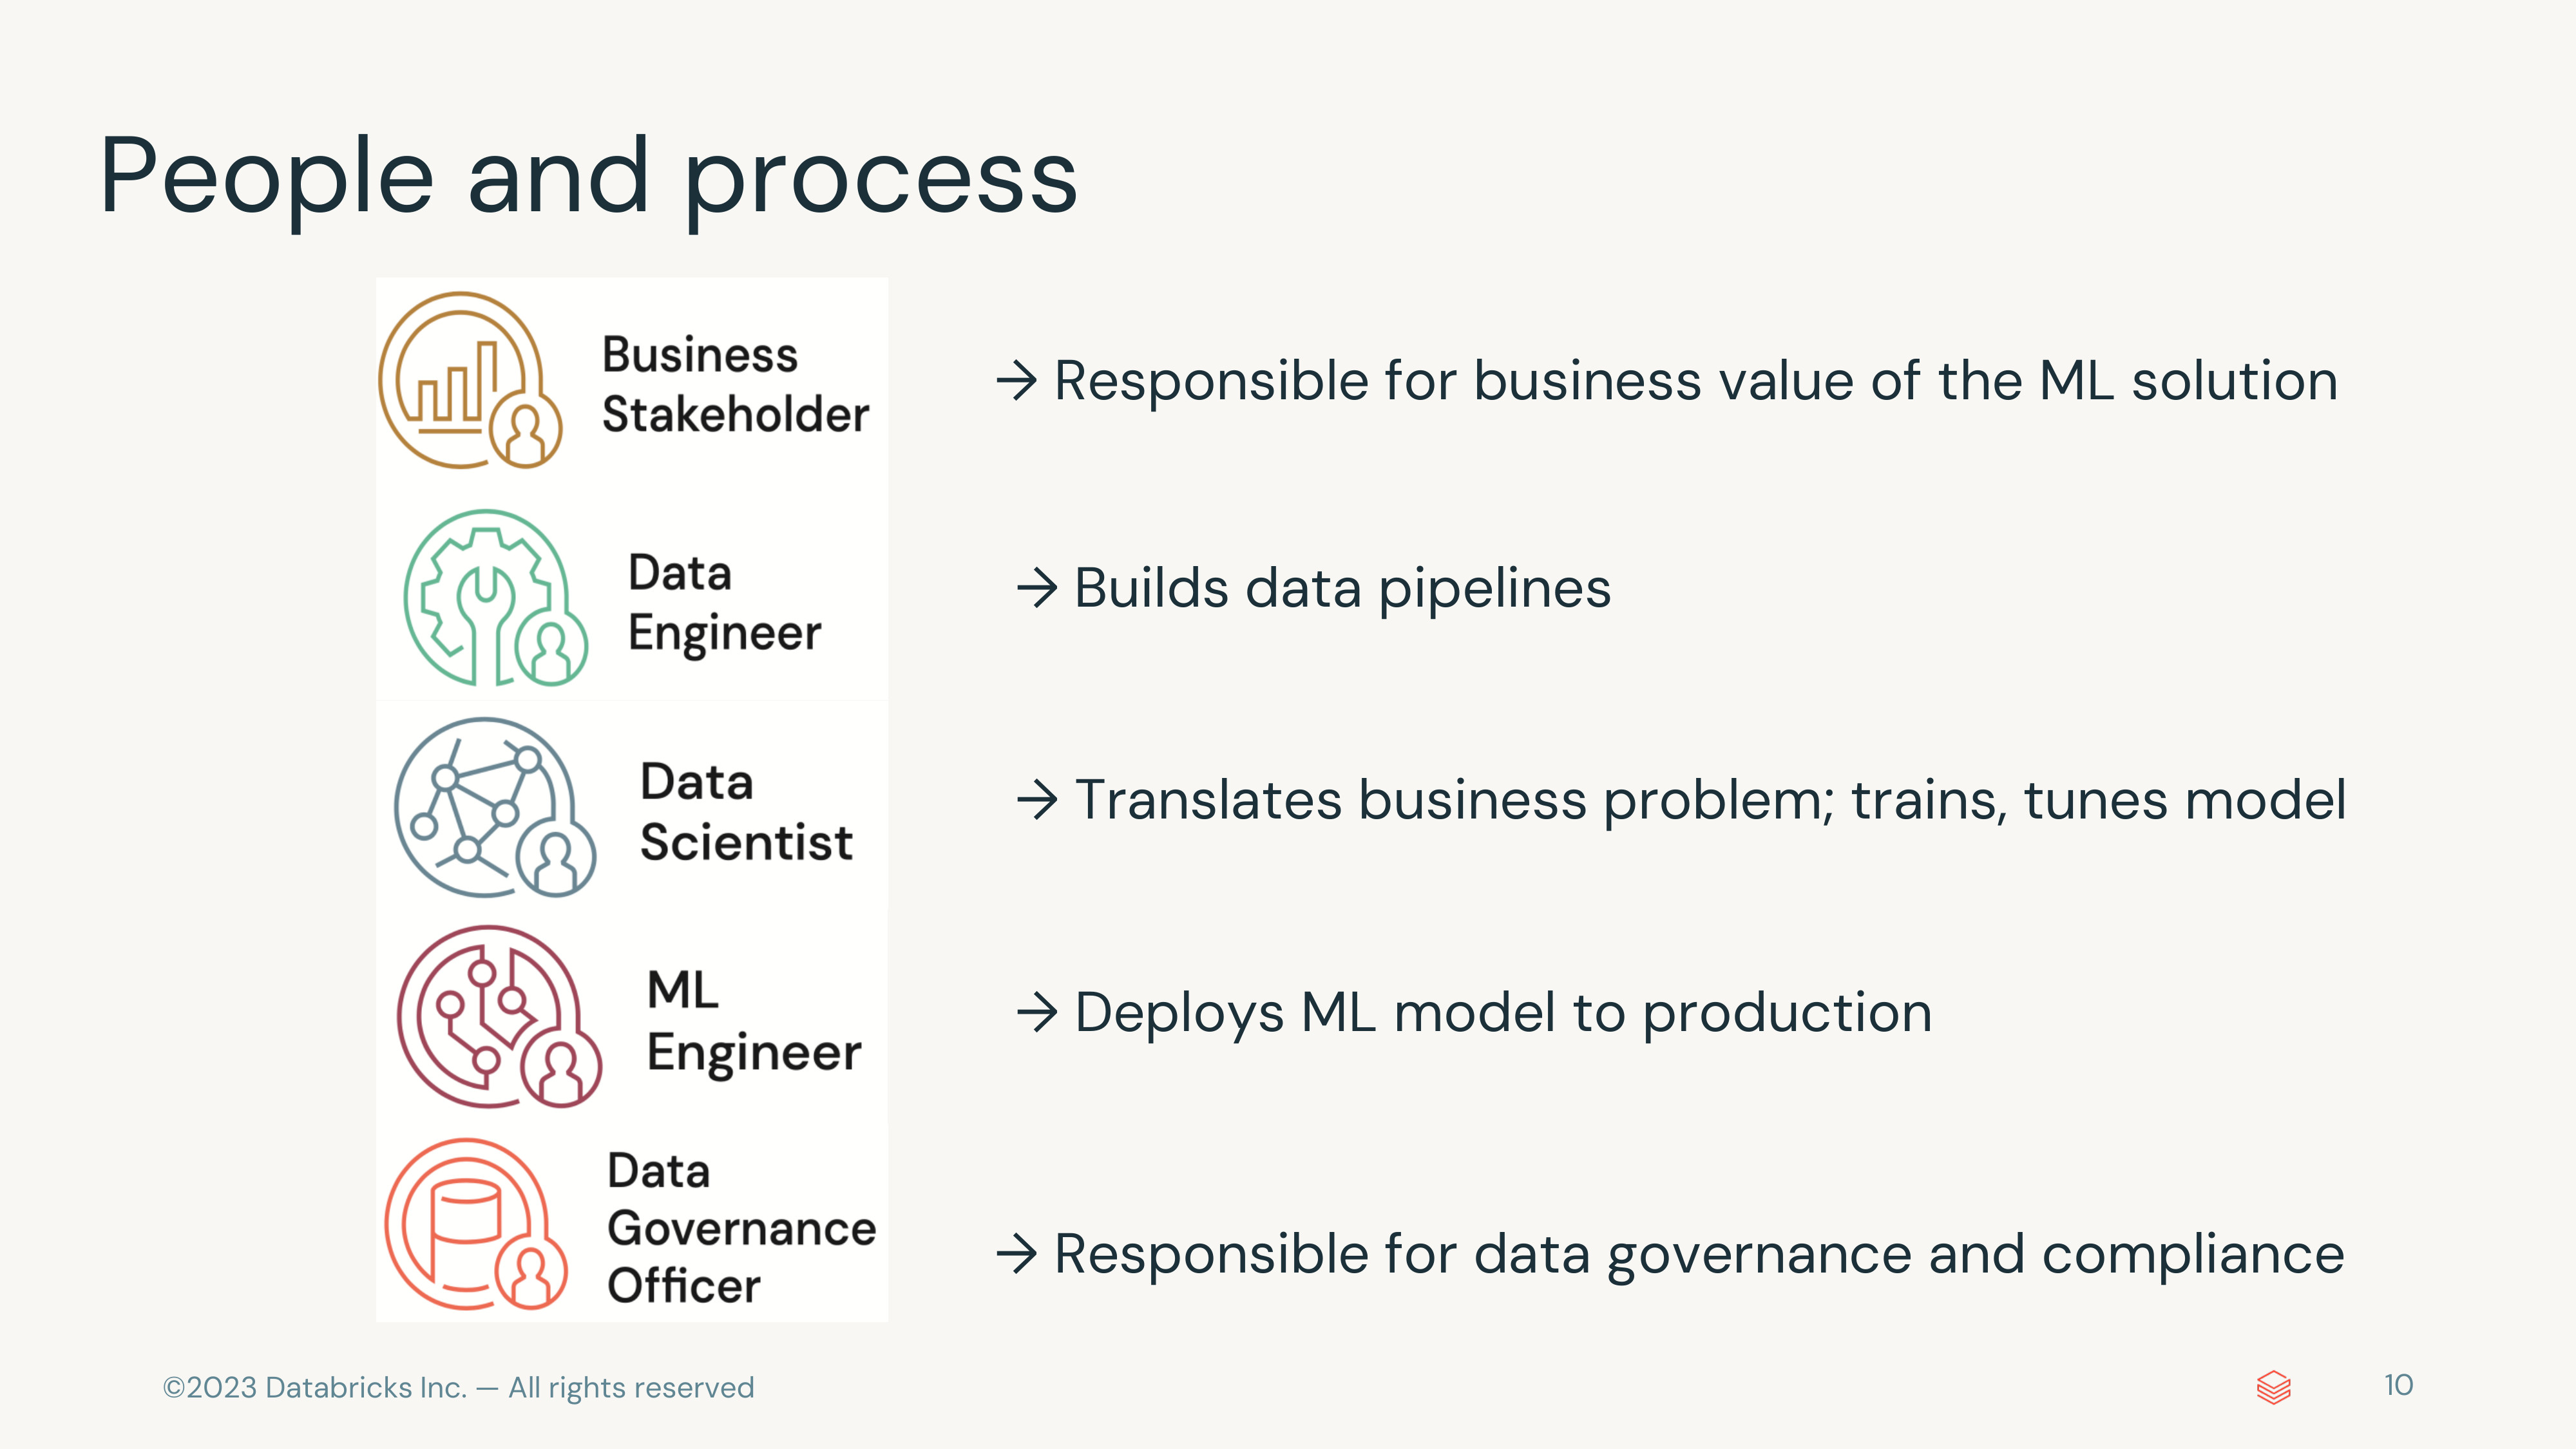 People and process
Business
Stakeholder
→ Responsible for business value of the ML solution
Data
Engineer
→ Builds data pipelines
Data
Scientist
→ Translates business problem; trains, tunes model
ML
Engineer
→ Deploys ML model to production
Data
Governance
Officer
→ Responsible for data governance and compliance
©2023 Databricks Inc. — All rights reserved
10